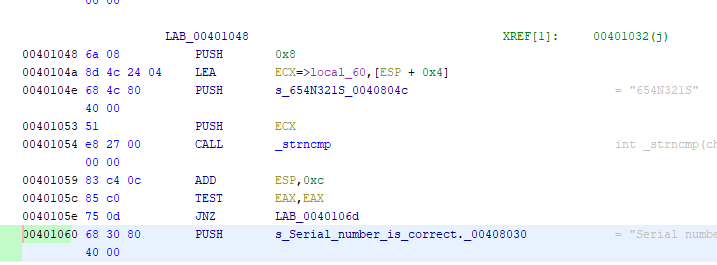 00 00
LAB_00401048 XREF[1]: 00401032(j)
00401048 6a 08 PUSH 0x8
0040104a 8d 4c 24 04 LEA ECX=>local_60,[ESP + 0x4]
0040104e 68 4c 80 PUSH s_654N321S_0040804c = "654N321S"
40 00
00401053 51 PUSH ECX
00401054 e8 27 00 CALL _strncmp int _strncmp(ch
00 00
00401059 83 c4 0c ADD ESP,0xc
0040105c 85 c0 TEST EAX,EAX
0040105e 75 0d JNZ LAB_0040106d
00401060 68 30 80 PUSH s_Serial_number_is_correct._00408030 = "Serial numbe
40 00